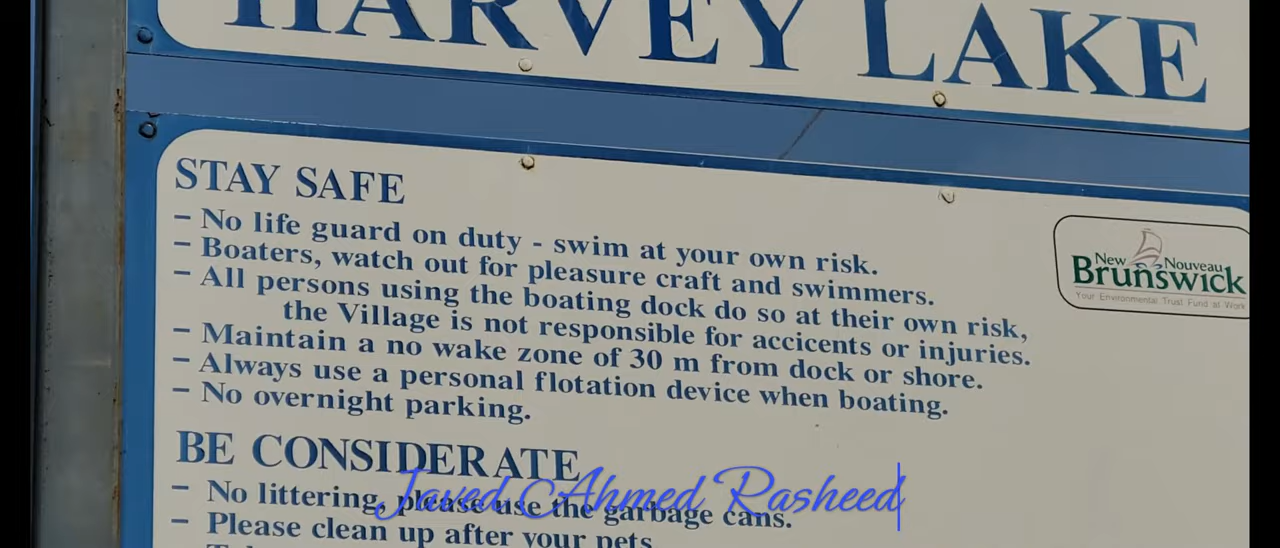 HARVEY LAKE
STAY SAFE
- No life guard on duty - swim at your own risk.
- Boaters, watch out for pleasure craft and swimmers.
- All persons using the boating dock do so at their own risk,
the Village is not responsible for accicents or injuries.
- Maintain a no wake zone of 30 m from dock or shore.
- Always use a personal flotation device when boating.
- No overnight parking.
New Nouveau
Brunswick
Your Environmental Trust Fund at Work
BE CONSIDERATE
- No littering, please use the garbage cans.
Javed Ahmed Rasheed
- Please clean up after your pets.